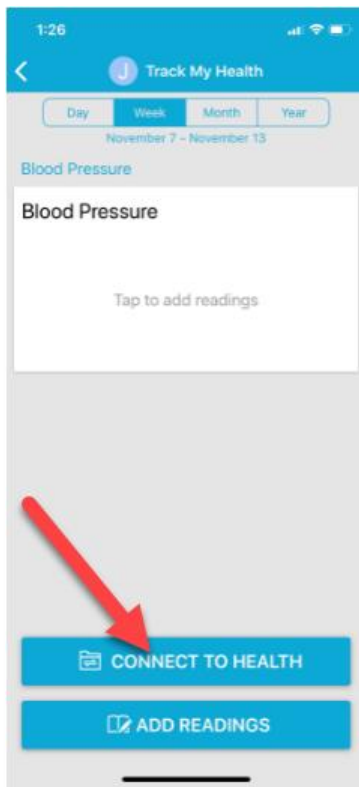 1:26
J Track My Health
Day Week Month Year
November 7 – November 13
Blood Pressure
Blood Pressure
Tap to add readings
CONNECT TO HEALTH
ADD READINGS